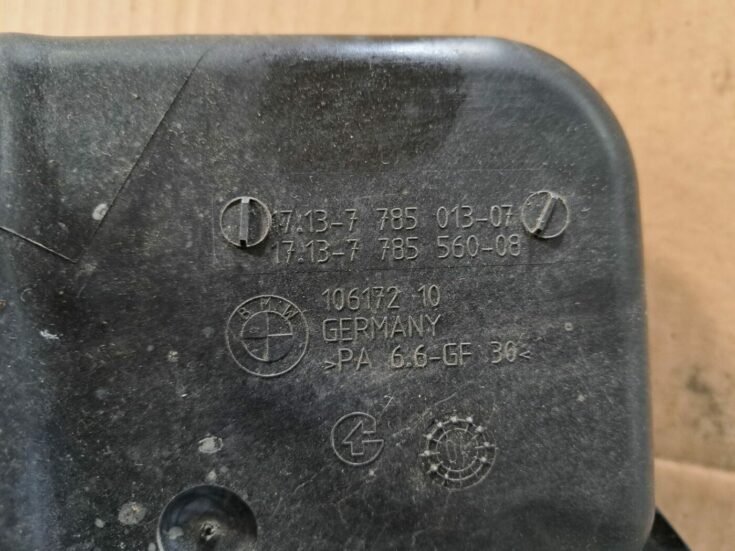 17.13-7 785 013-07
17.13-7 785 560-08
106172 10
GERMANY
>PA 6.6-GF 30<
BMW